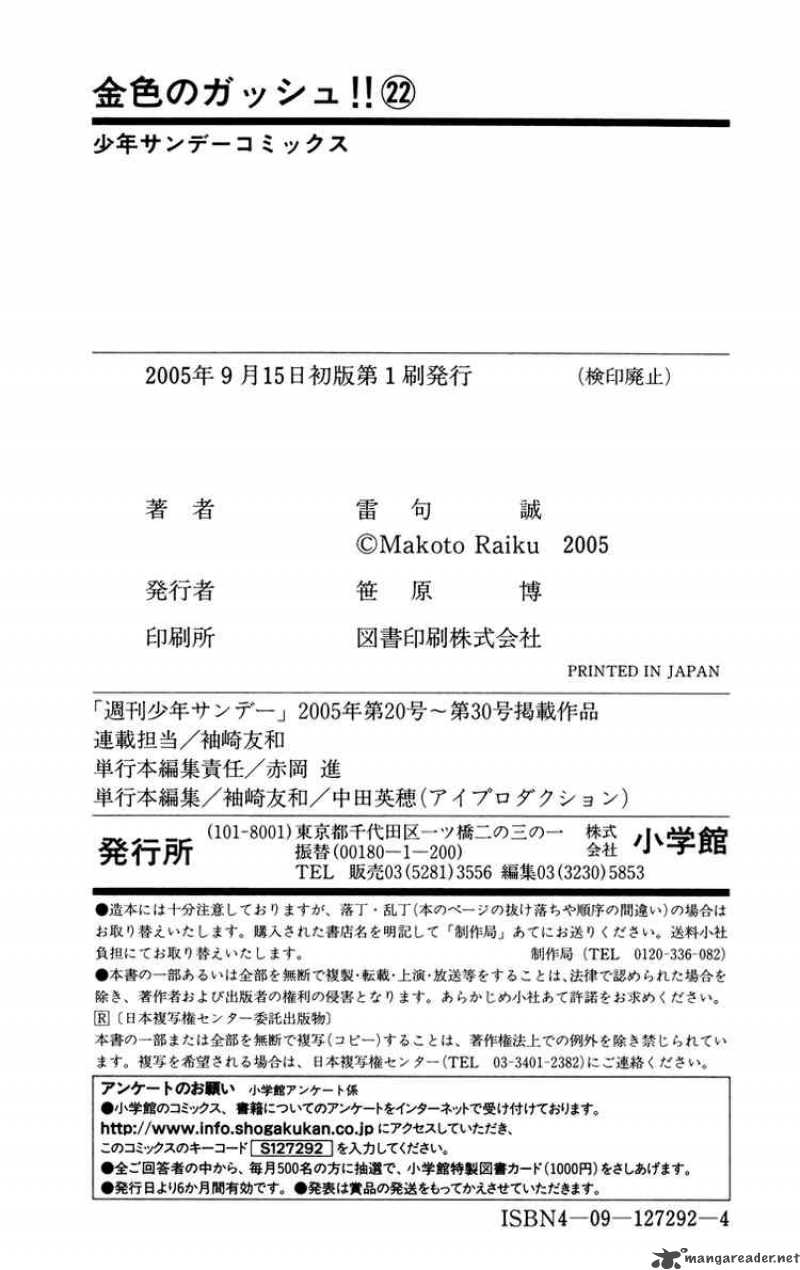 金色のガッシュ!!㉒
少年サンデーコミックス
2005年9月15日初版第1刷発行 (検印廃止)
著者 雷句誠
©Makoto Raiku 2005
発行者 笹原博
印刷所 図書印刷株式会社
PRINTED IN JAPAN
「週刊少年サンデー」2005年第20号～第30号掲載作品
連載担当／袖崎友和
単行本編集責任／赤岡 進
単行本編集／袖崎友和／中田英穂(アイプロダクション)
発行所 (101-8001)東京都千代田区一ツ橋二の三の一 株式会社 小学館
振替(00180—1—200)
TEL 販売03(5281)3556 編集03(3230)5853
●造本には十分注意しておりますが、落丁・乱丁(本のページの抜け落ちや順序の間違い)の場合は
お取り替えいたします。購入された書店名を明記して「制作局」あてにお送りください。送料小社
負担にてお取り替えいたします。 制作局(TEL 0120-336-082)
●本書の一部あるいは全部を無断で複製・転載・上演・放送等をすることは、法律で認められた場合を
除き、著作者および出版者の権利の侵害となります。あらかじめ小社あて許諾をお求めください。
R〔日本複写権センター委託出版物〕
本書の一部または全部を無断で複写(コピー)することは、著作権法上での例外を除き禁じられてい
ます。複写を希望される場合は、日本複写権センター(TEL 03-3401-2382)にご連絡ください。
アンケートのお願い 小学館アンケート係
●小学館のコミックス、書籍についてのアンケートをインターネットで受け付けております。
http://www.info.shogakukan.co.jp にアクセスしていただき、
このコミックスのキーコード S127292 を入力してください。
●全ご回答者の中から、毎月500名の方に抽選で、小学館特製図書カード(1000円)をさしあげます。
●発行日より6か月間有効です。●発表は賞品の発送をもってかえさせていただきます。
ISBN4—09—127292—4
mangareader.net